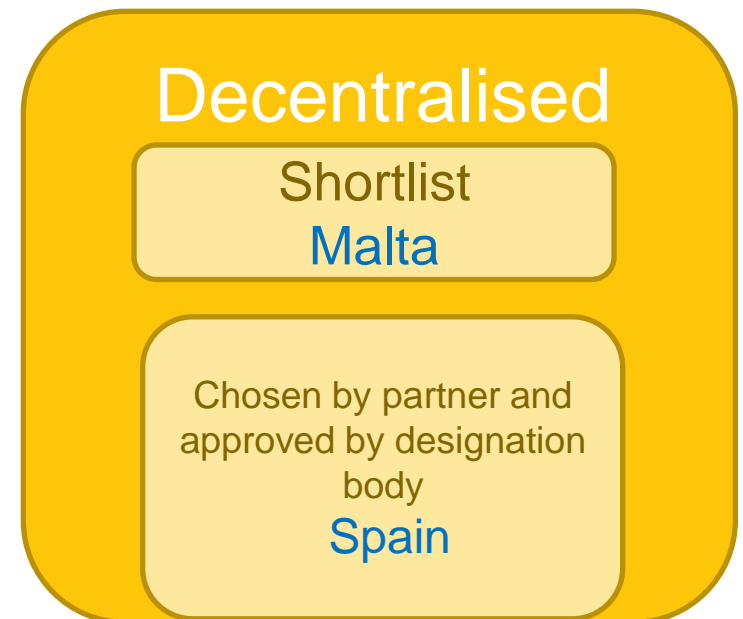 Decentralised
Shortlist
Malta
Chosen by partner and
approved by designation
body
Spain